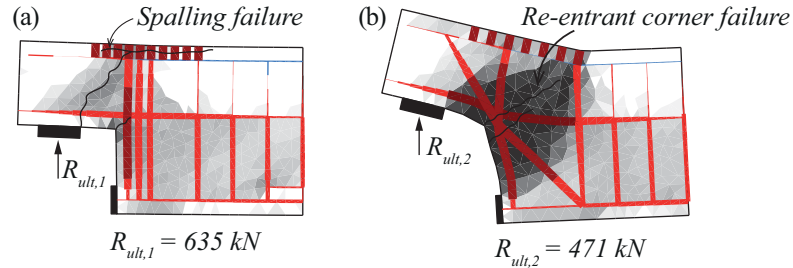 (a)
Spalling failure
R_ult,1
R_ult,1 = 635 kN
(b)
Re-entrant corner failure
R_ult,2
R_ult,2 = 471 kN